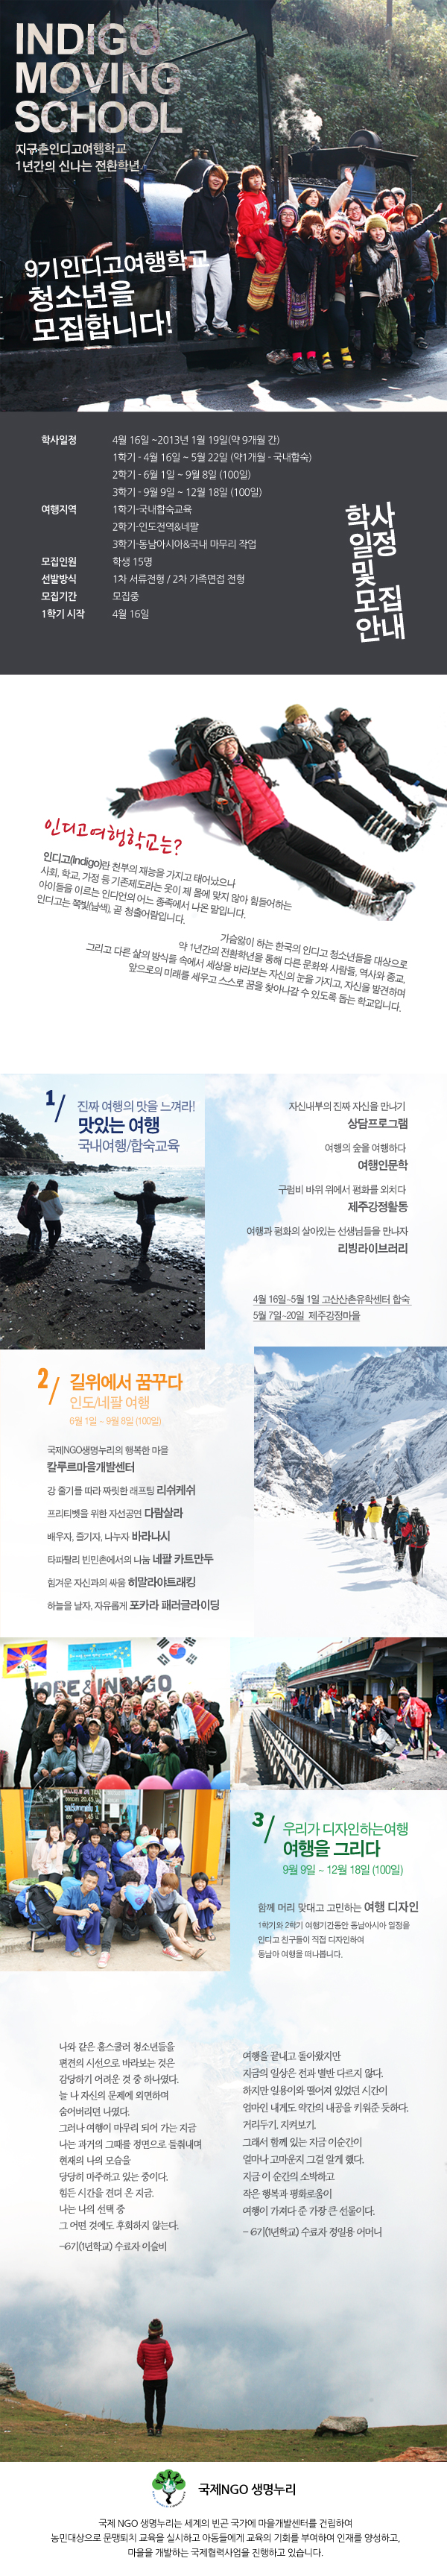 INDIGO
MOVING
SCHOOL
지구촌인디고여행학교
1년간의 신나는 전환학년
9기인디고여행학교
청소년을
모집합니다!
학사일정 4월 16일 ~2013년 1월 19일(약 9개월 간)
1학기 - 4월 16일 ~ 5월 22일 (약1개월 - 국내합숙)
2학기 - 6월 1일 ~ 9월 8일 (100일)
3학기 - 9월 9일 ~ 12월 18일 (100일)
여행지역 1학기-국내합숙교육
2학기-인도전역&네팔
3학기-동남아시아&국내 마무리 작업
모집인원 학생 15명
선발방식 1차 서류전형 / 2차 가족면접 전형
모집기간 모집중
1학기 시작 4월 16일
학사
일정
및
모집
안내
인디고여행학교는?
인디고(Indigo)란 천부의 재능을 가지고 태어났으나
사회, 학교, 가정 등 기존제도라는 옷이 제 몸에 맞지 않아 힘들어하는
아이들을 이르는 인디언의 어느 종족에서 나온 말입니다.
인디고는 쪽빛(남색), 곧 청출어람입니다.
가슴앓이 하는 한국의 인디고 청소년들을 대상으로
약 1년간의 전환학년을 통해 다른 문화와 사람들, 역사와 종교,
그리고 다른 삶의 방식들 속에서 세상을 바라보는 자신의 눈을 가지고, 자신을 발견하며
앞으로의 미래를 세우고 스스로 꿈을 찾아나갈 수 있도록 돕는 학교입니다.
1/ 진짜 여행의 맛을 느껴라!
맛있는 여행
국내여행/합숙교육
자신내부의 진짜 자신을 만나기
상담프로그램
여행의 숲을 여행하다
여행인문학
구럼비 바위 위에서 평화를 외치다
제주강정활동
여행과 평화의 살아있는 선생님들을 만나자
리빙라이브러리
4월 16일~5월 1일 고산산촌유학센터 합숙
5월 7일~20일 제주강정마을
2/ 길위에서 꿈꾸다
인도/네팔 여행
6월 1일 ~ 9월 8일 (100일)
국제NGO생명누리의 행복한 마을
칼루르마을개발센터
강 줄기를 따라 짜릿한 래프팅 리쉬케쉬
프리티벳을 위한 자선공연 다람살라
배우자, 즐기자, 나누자 바라나시
타파탈리 빈민촌에서의 나눔 네팔 카트만두
힘겨운 자신과의 싸움 히말라야트래킹
하늘을 날자, 자유롭게 포카라 패러글라이딩
HOPE & INDIGO
3/ 우리가 디자인하는여행
여행을 그리다
9월 9일 ~ 12월 18일 (100일)
함께 머리 맞대고 고민하는 여행 디자인
1학기와 2학기 여행기간동안 동남아시아 일정을
인디고 친구들이 직접 디자인하여
동남아 여행을 떠나봅니다.
나와 같은 홈스쿨러 청소년들을
편견의 시선으로 바라보는 것은
감당하기 어려운 것 중 하나였다.
늘 나 자신의 문제에 외면하며
숨어버리던 나였다.
그러나 여행이 마무리 되어 가는 지금
나는 과거의 그때를 정면으로 들춰내며
현재의 나의 모습을
당당히 마주하고 있는 중이다.
힘든 시간을 견뎌 온 지금.
나는 나의 선택 중
그 어떤 것에도 후회하지 않는다.
-6기(1년학교) 수료자 이슬비
여행을 끝내고 돌아왔지만
지금의 일상은 전과 별반 다르지 않다.
하지만 일용이와 떨어져 있었던 시간이
엄마인 내게도 약간의 내공을 키워준 듯하다.
거리두기, 지켜보기.
그래서 함께 있는 지금 이순간이
얼마나 고마운지 그걸 알게 했다.
지금 이 순간의 소박하고
작은 행복과 평화로움이
여행이 가져다 준 가장 큰 선물이다.
- 6기(1년학교) 수료자 정일용 어머니
국제NGO 생명누리
국제 NGO 생명누리는 세계의 빈곤 국가에 마을개발센터를 건립하여
농민대상으로 문맹퇴치 교육을 실시하고 아동들에게 교육의 기회를 부여하여 인재를 양성하고,
마을을 개발하는 국제협력사업을 진행하고 있습니다.